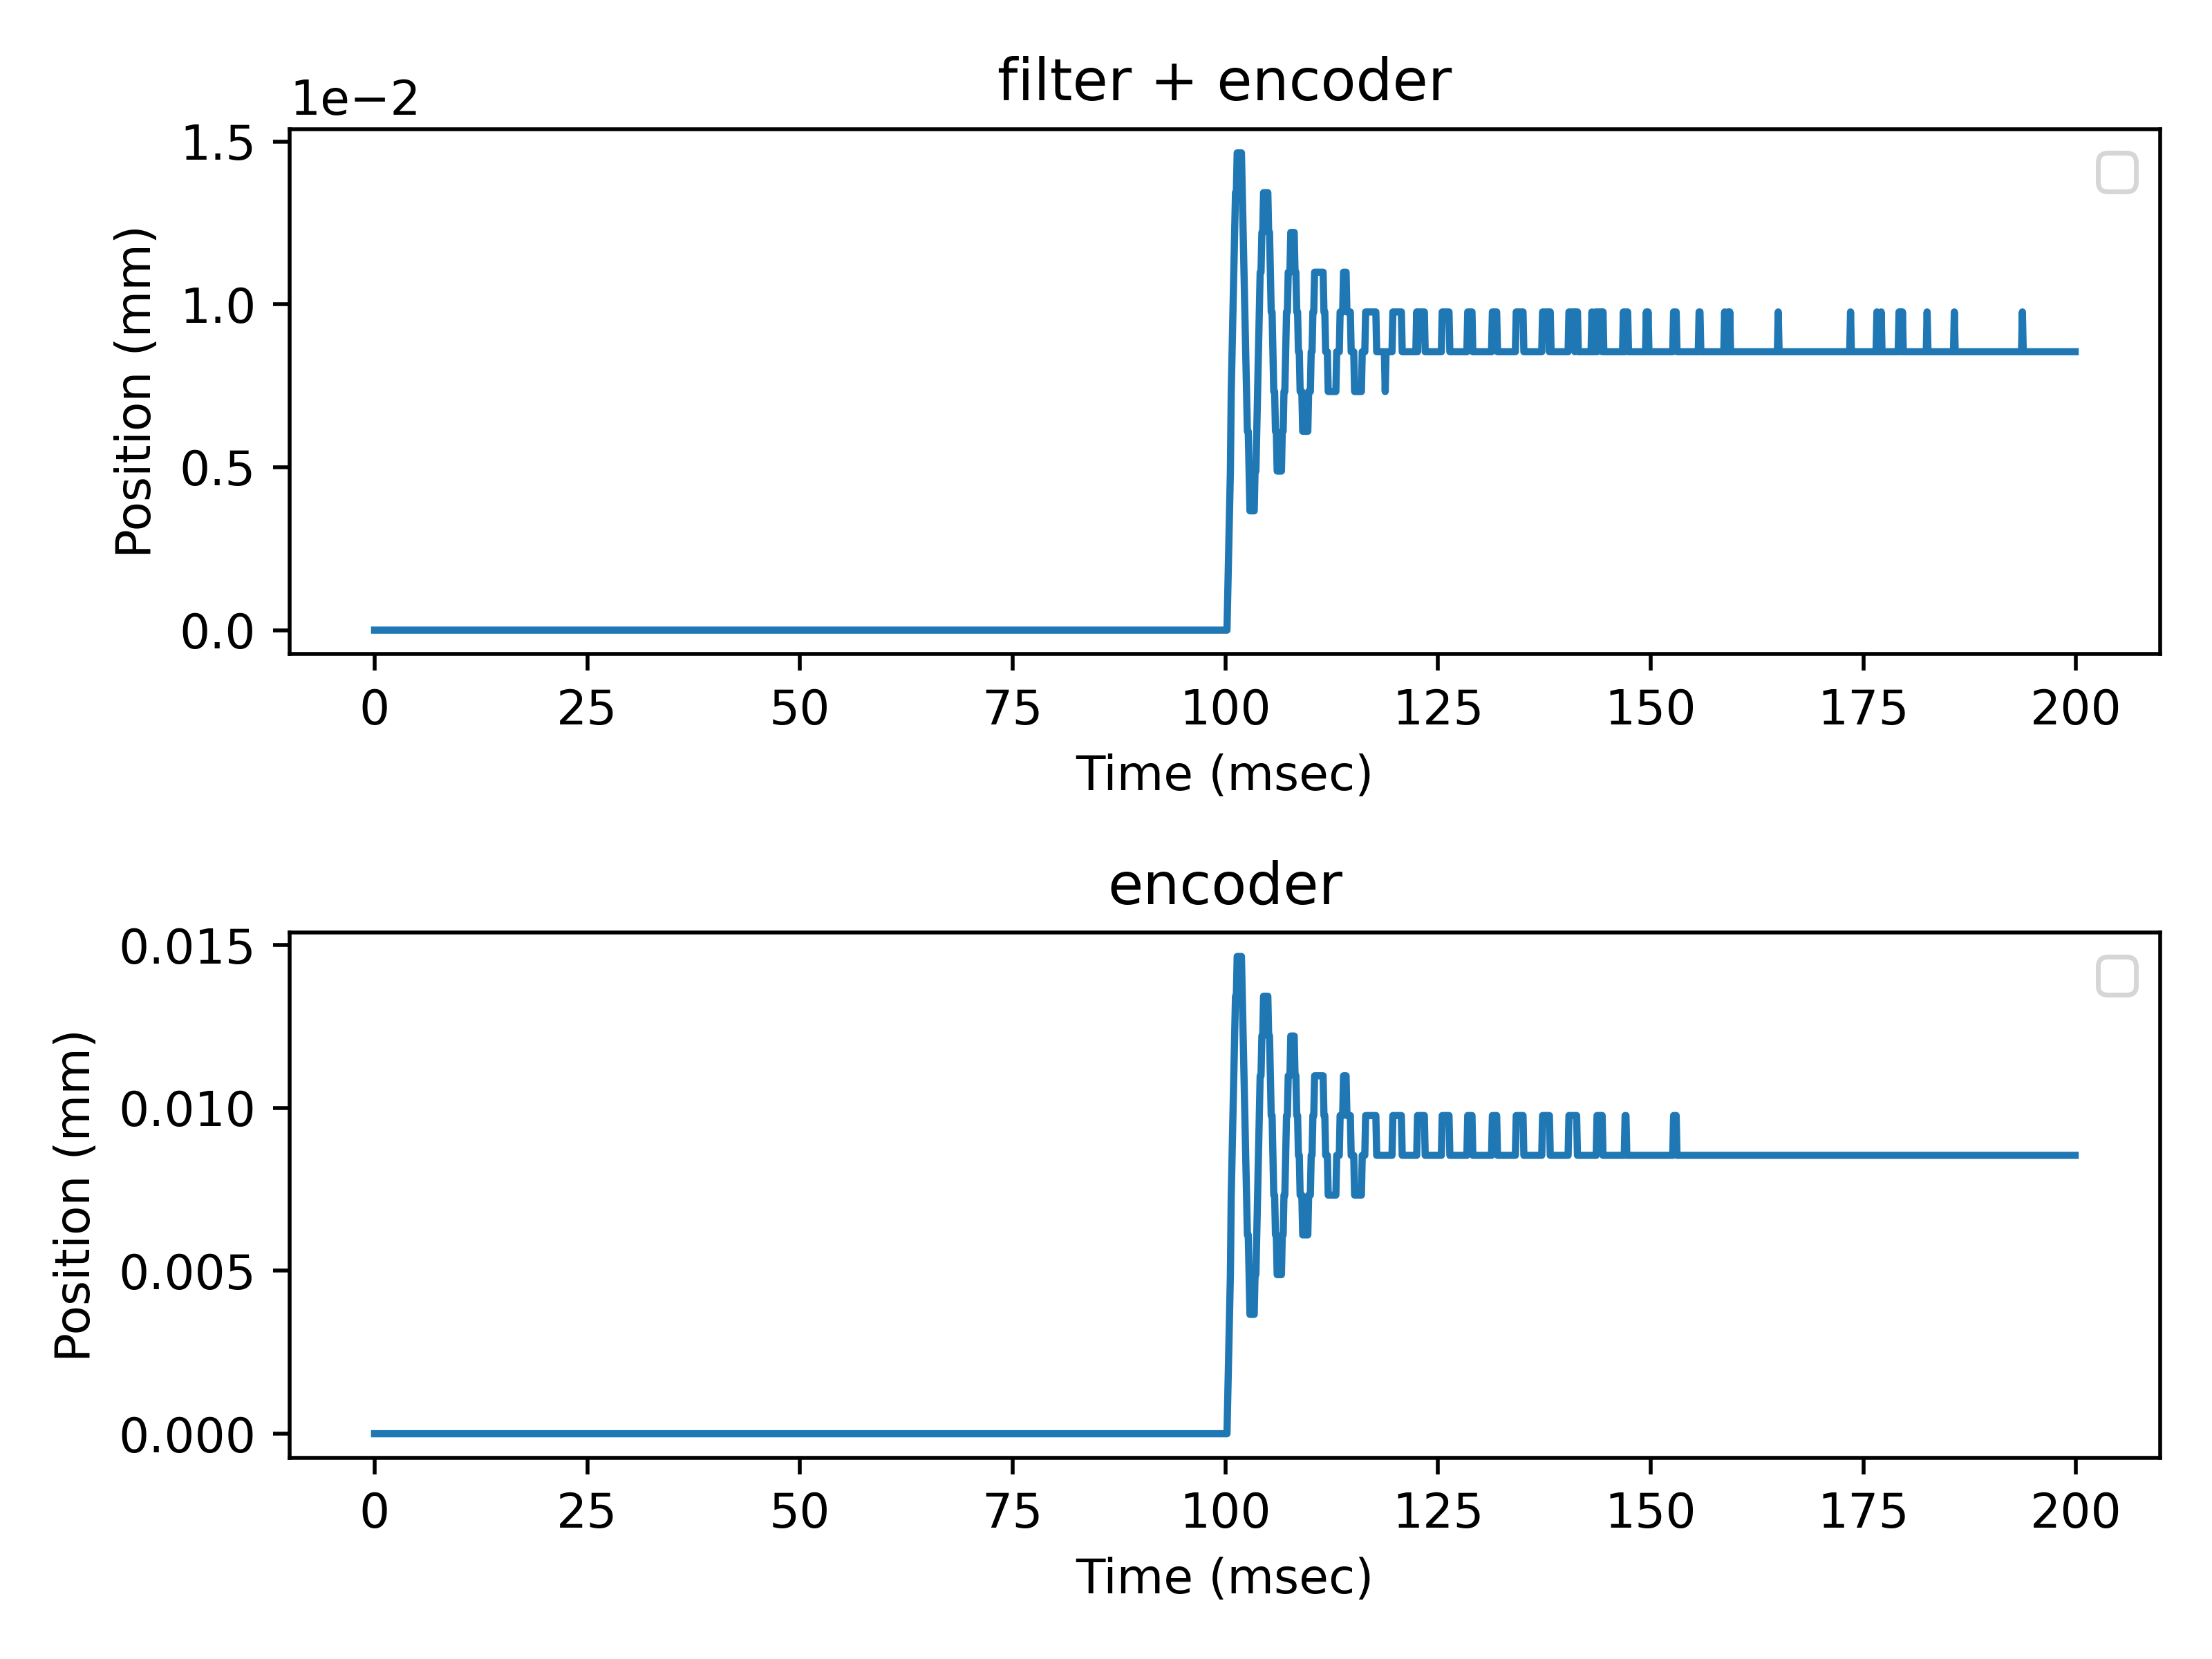 filter + encoder
1e−2
1.5
1.0
0.5
0.0
Position (mm)
0 25 50 75 100 125 150 175 200
Time (msec)
encoder
0.015
0.010
0.005
0.000
Position (mm)
0 25 50 75 100 125 150 175 200
Time (msec)